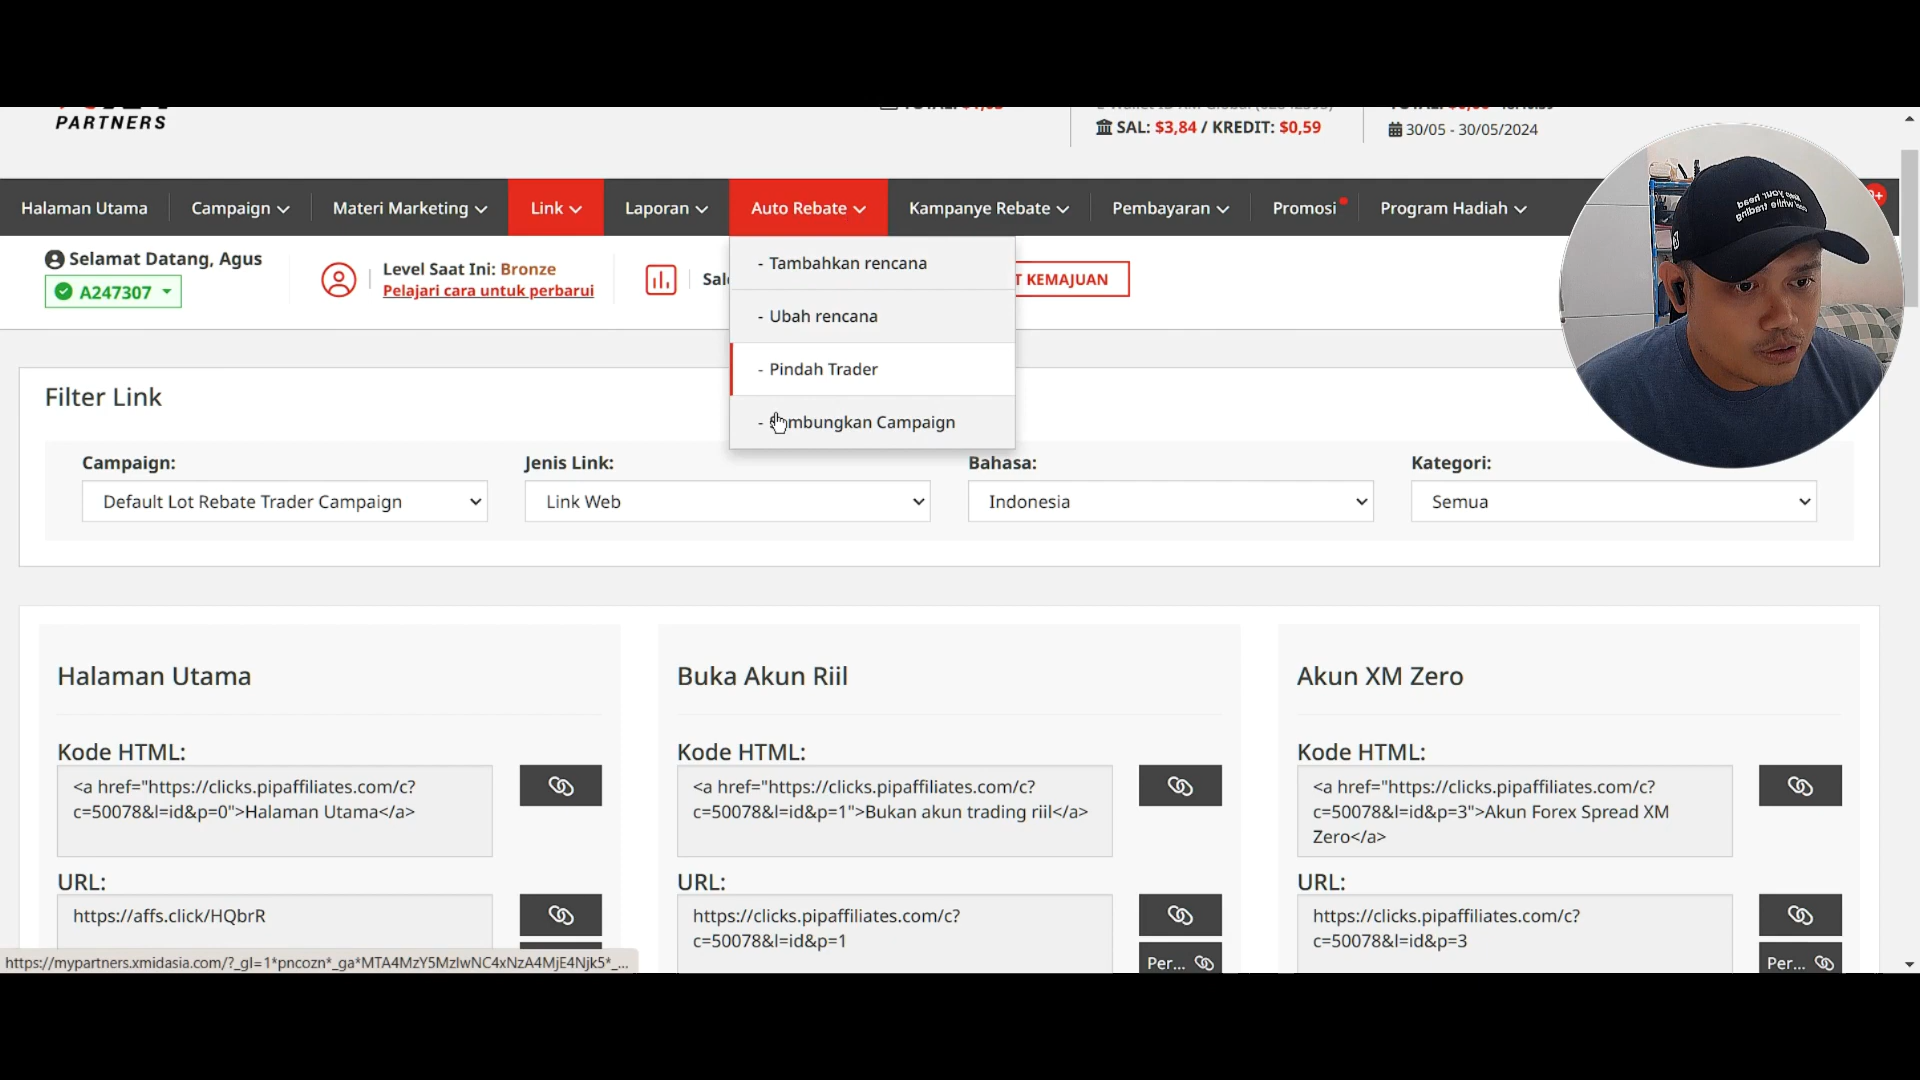 PARTNERS
SAL: $3,84 / KREDIT: $0,59
30/05 - 30/05/2024
Halaman Utama
Campaign
Materi Marketing
Link
Laporan
Auto Rebate
Kampanye Rebate
Pembayaran
Promosi
Program Hadiah
Selamat Datang, Agus
A247307
Level Saat Ini: Bronze
Pelajari cara untuk perbarui
- Tambahkan rencana
- Ubah rencana
- Pindah Trader
Campaign
T KEMAJUAN
Filter Link
Campaign:
Default Lot Rebate Trader Campaign
Jenis Link:
Link Web
Bahasa:
Indonesia
Kategori:
Semua
Halaman Utama
Kode HTML:
<a href="https://clicks.pipaffiliates.com/c?
c=50078&l=id&p=0">Halaman Utama</a>
URL:
https://affs.click/HQbrR
Buka Akun Riil
Kode HTML:
<a href="https://clicks.pipaffiliates.com/c?
c=50078&l=id&p=1">Bukan akun trading riil</a>
URL:
https://clicks.pipaffiliates.com/c?
c=50078&l=id&p=1
Per...
Akun XM Zero
Kode HTML:
<a href="https://clicks.pipaffiliates.com/c?
c=50078&l=id&p=3">Akun Forex Spread XM
Zero</a>
URL:
https://clicks.pipaffiliates.com/c?
c=50078&l=id&p=3
Per...
https://mypartners.xmidasia.com/?_gl=1*pncozn*_ga*MTA4MzY5MzIwNC4xNzA4MjE4Njk5*_...